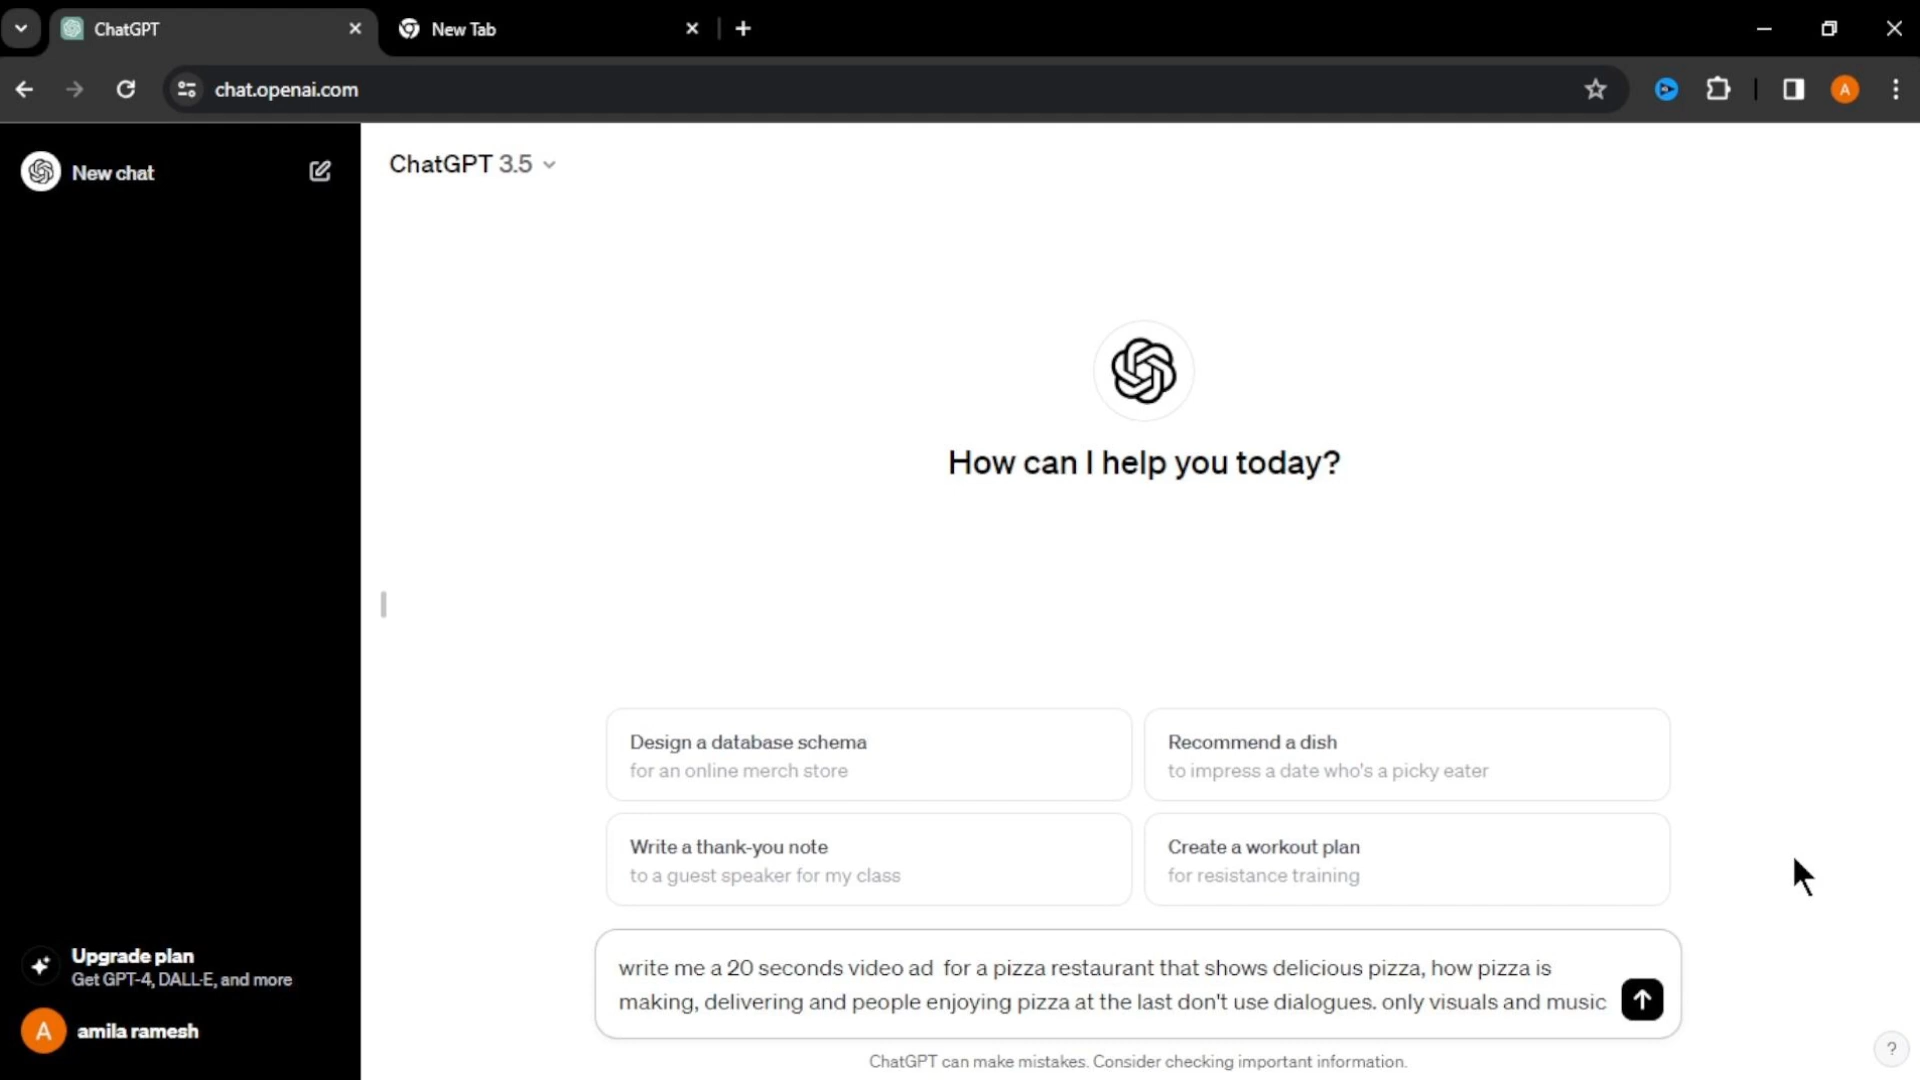 ChatGPT
New Tab
chat.openai.com
A
New chat
ChatGPT 3.5
How can I help you today?
Design a database schema
for an online merch store
Recommend a dish
to impress a date who's a picky eater
Write a thank-you note
to a guest speaker for my class
Create a workout plan
for resistance training
Upgrade plan
Get GPT-4, DALL·E, and more
A
amila ramesh
write me a 20 seconds video ad  for a pizza restaurant that shows delicious pizza, how pizza is
making, delivering and people enjoying pizza at the last don't use dialogues. only visuals and music
ChatGPT can make mistakes. Consider checking important information.
?